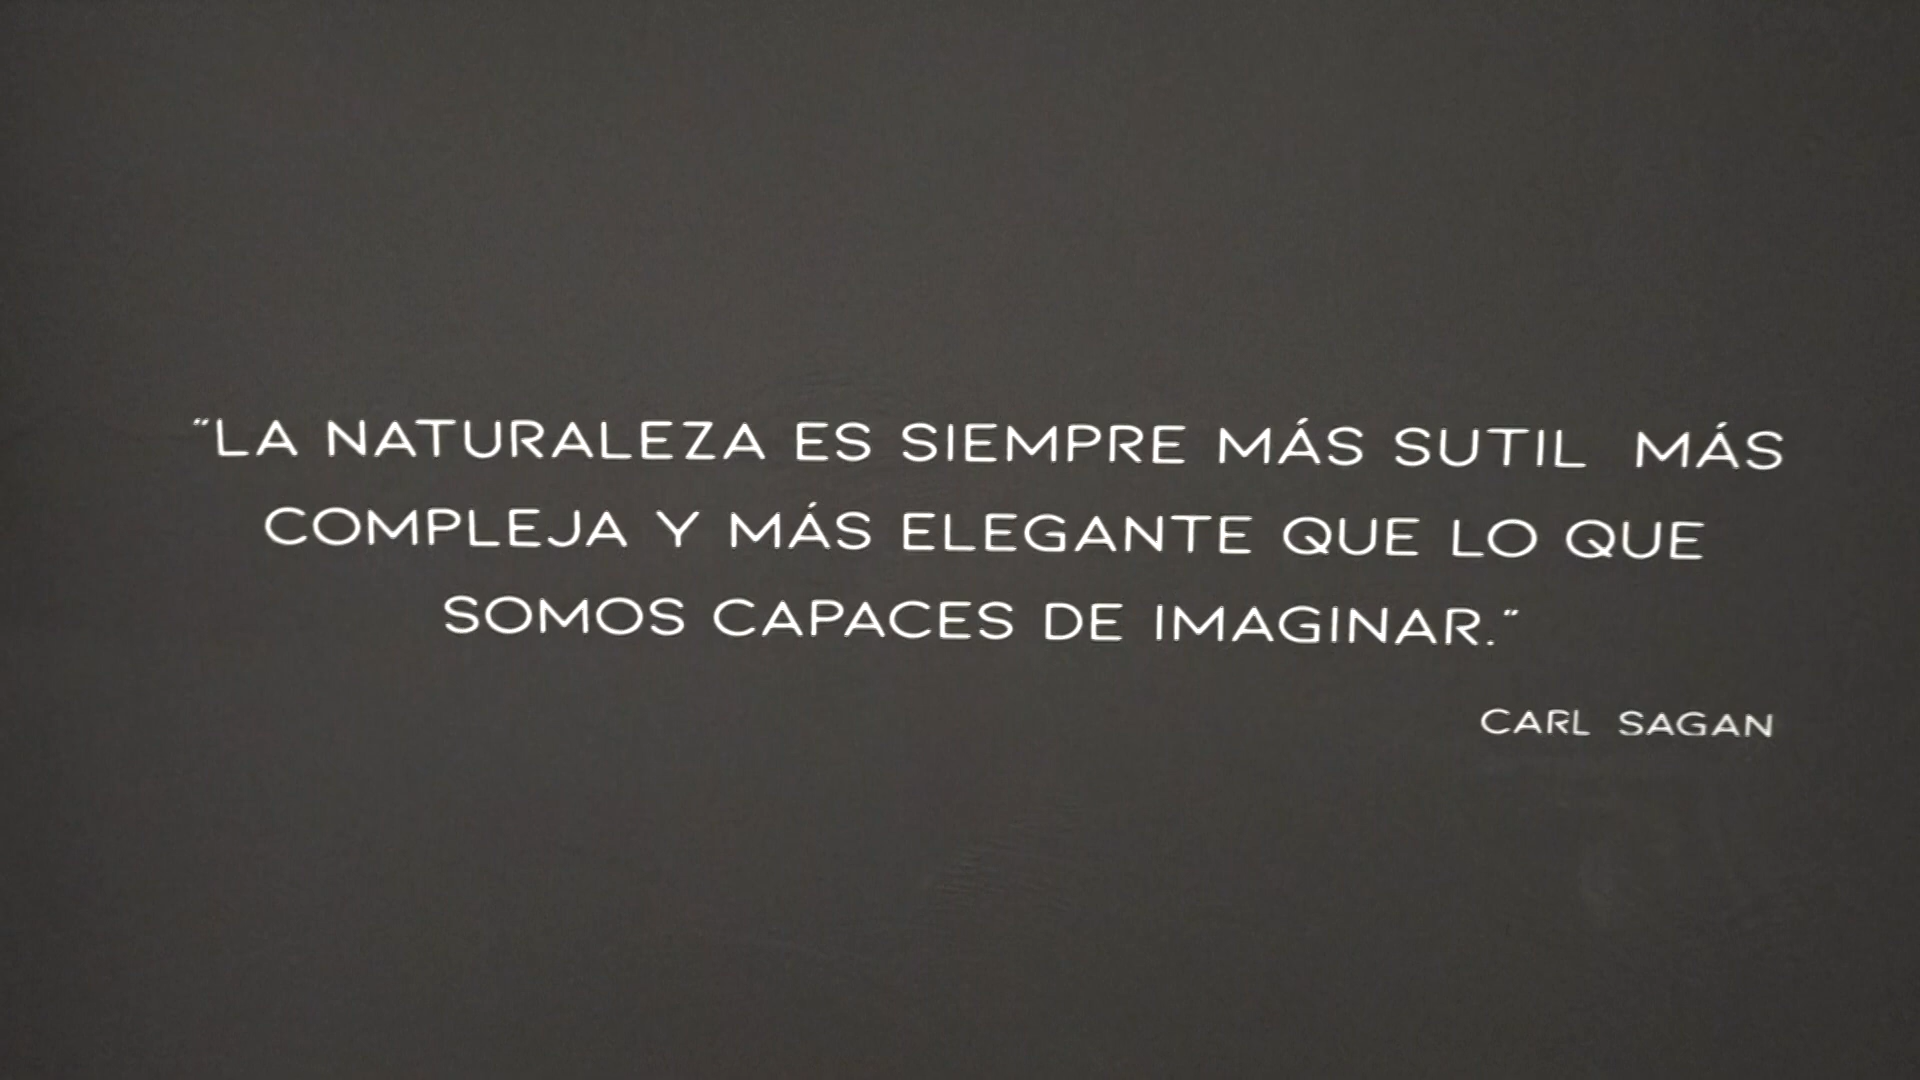 "LA NATURALEZA ES SIEMPRE MÁS SUTIL  MÁS
COMPLEJA Y MÁS ELEGANTE QUE LO QUE
SOMOS CAPACES DE IMAGINAR."
CARL SAGAN